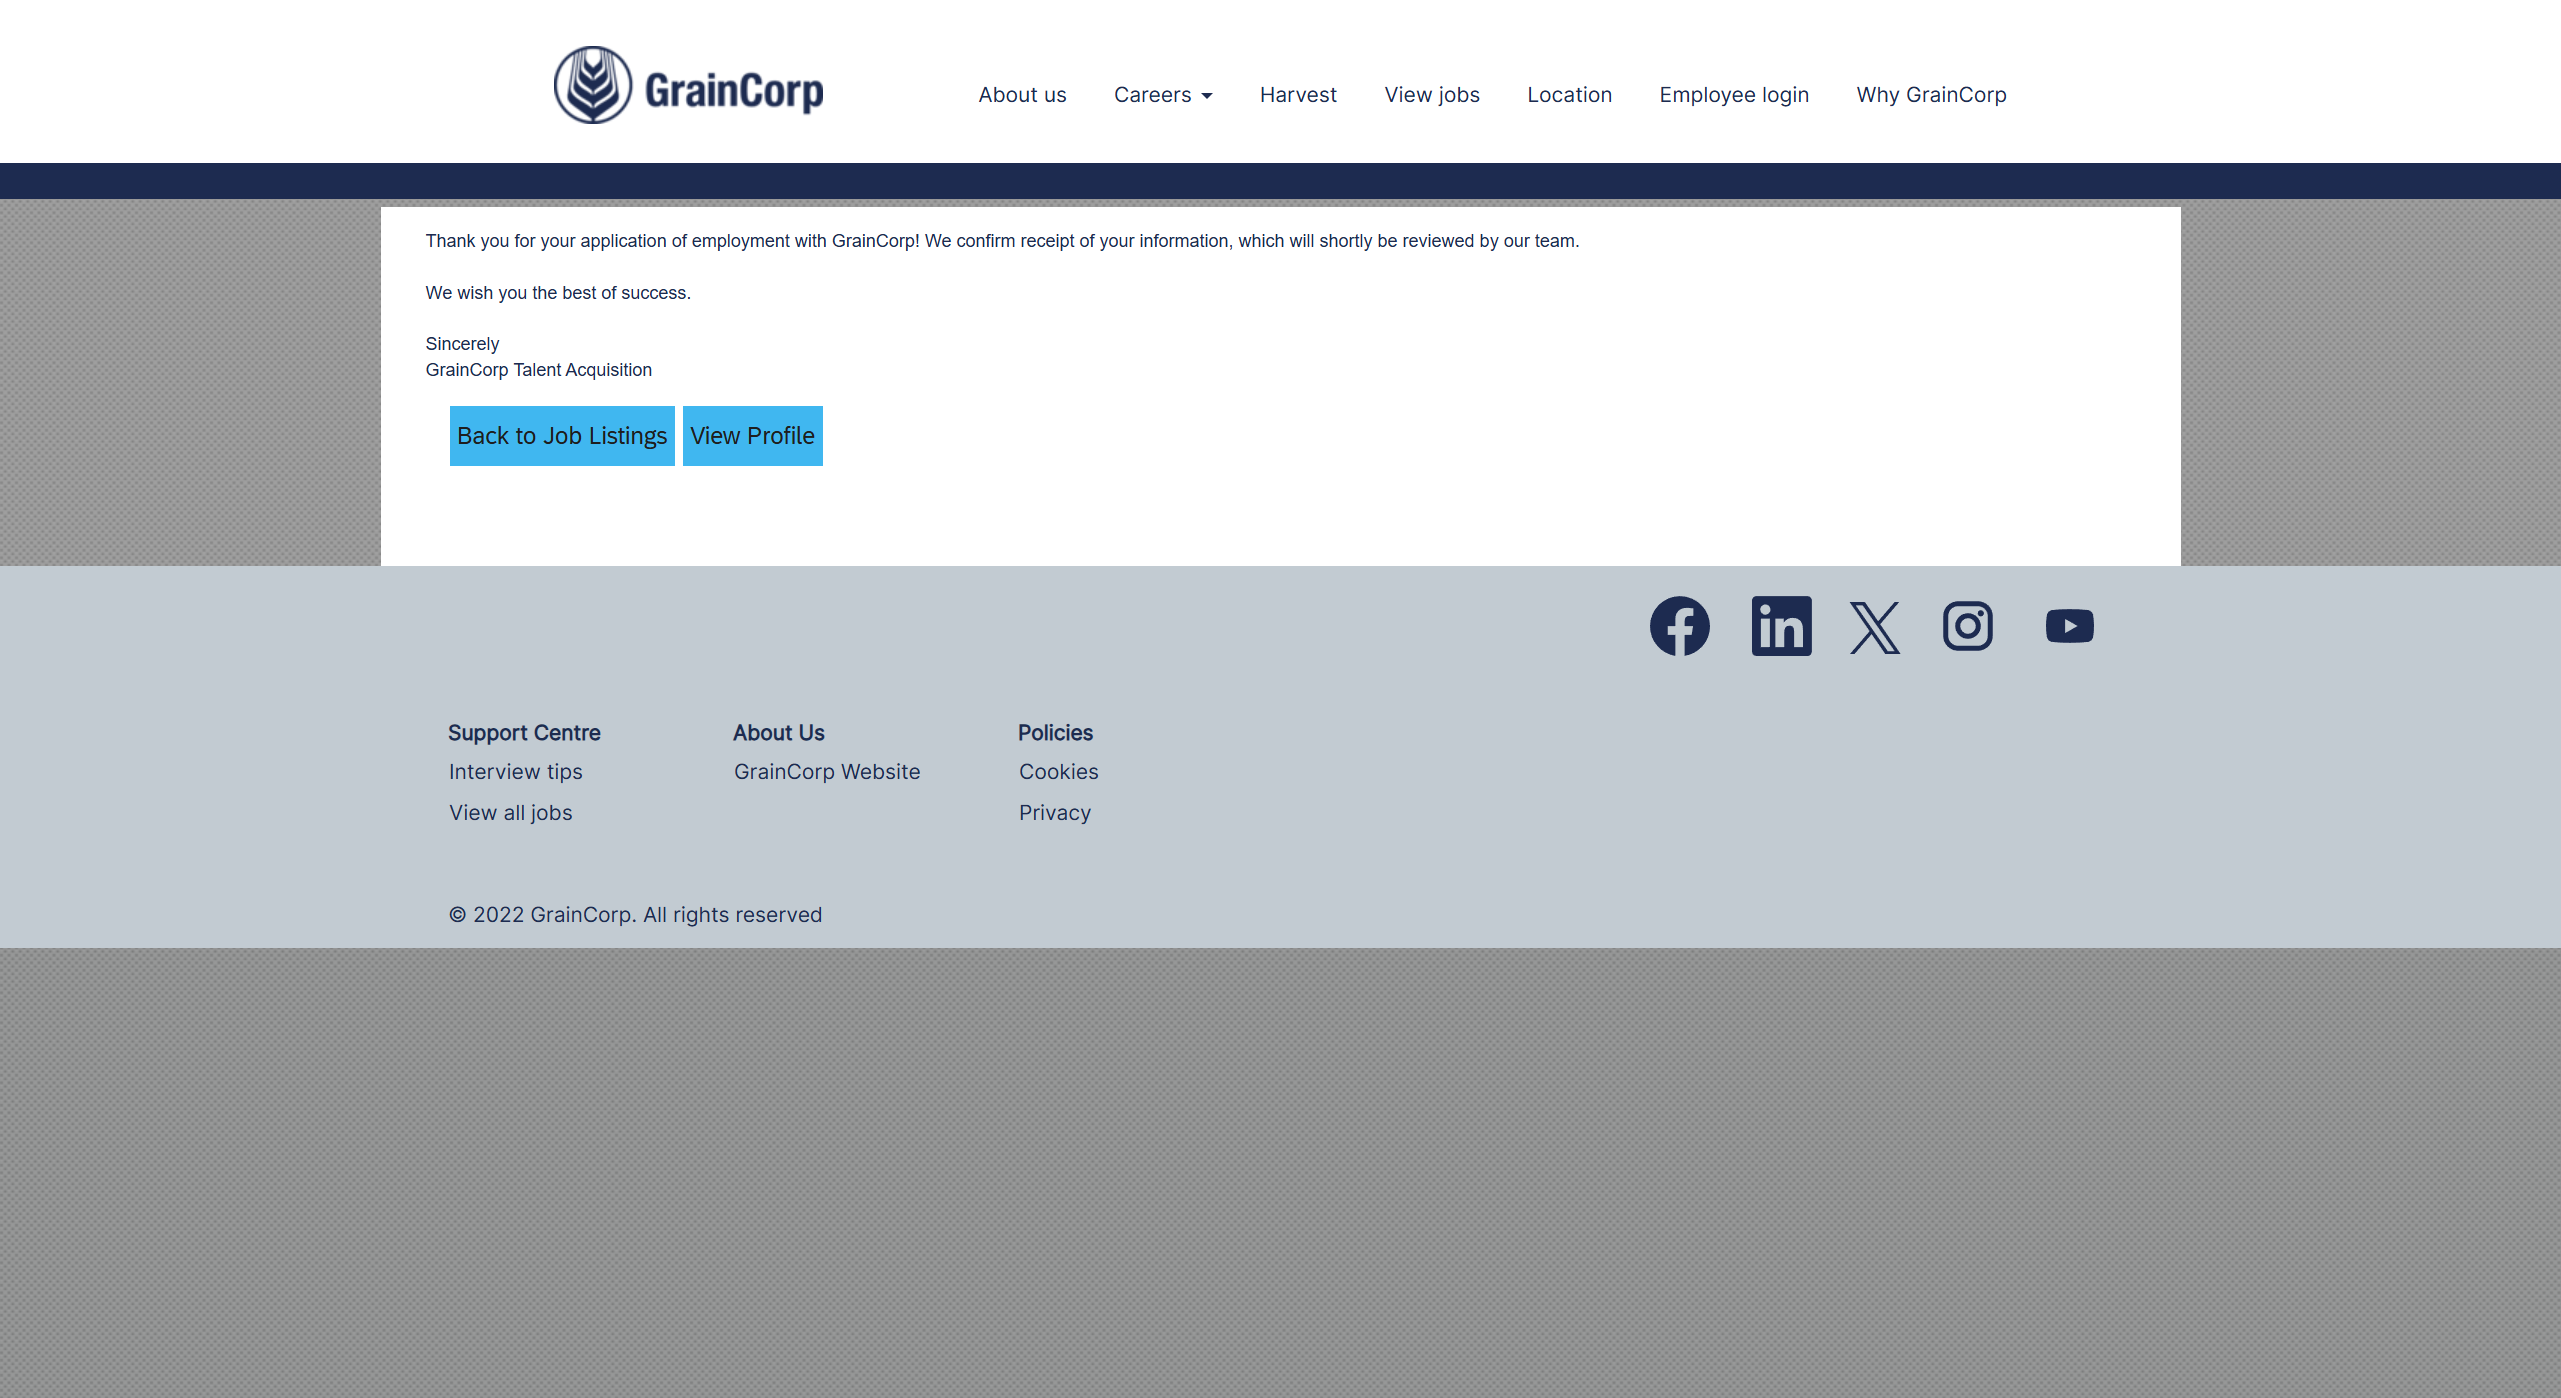 GrainCorp
About us
Careers
Harvest
View jobs
Location
Employee login
Why GrainCorp
Thank you for your application of employment with GrainCorp! We confirm receipt of your information, which will shortly be reviewed by our team.
We wish you the best of success.
Sincerely
GrainCorp Talent Acquisition
Back to Job Listings
View Profile
Support Centre
Interview tips
View all jobs
About Us
GrainCorp Website
Policies
Cookies
Privacy
© 2022 GrainCorp. All rights reserved